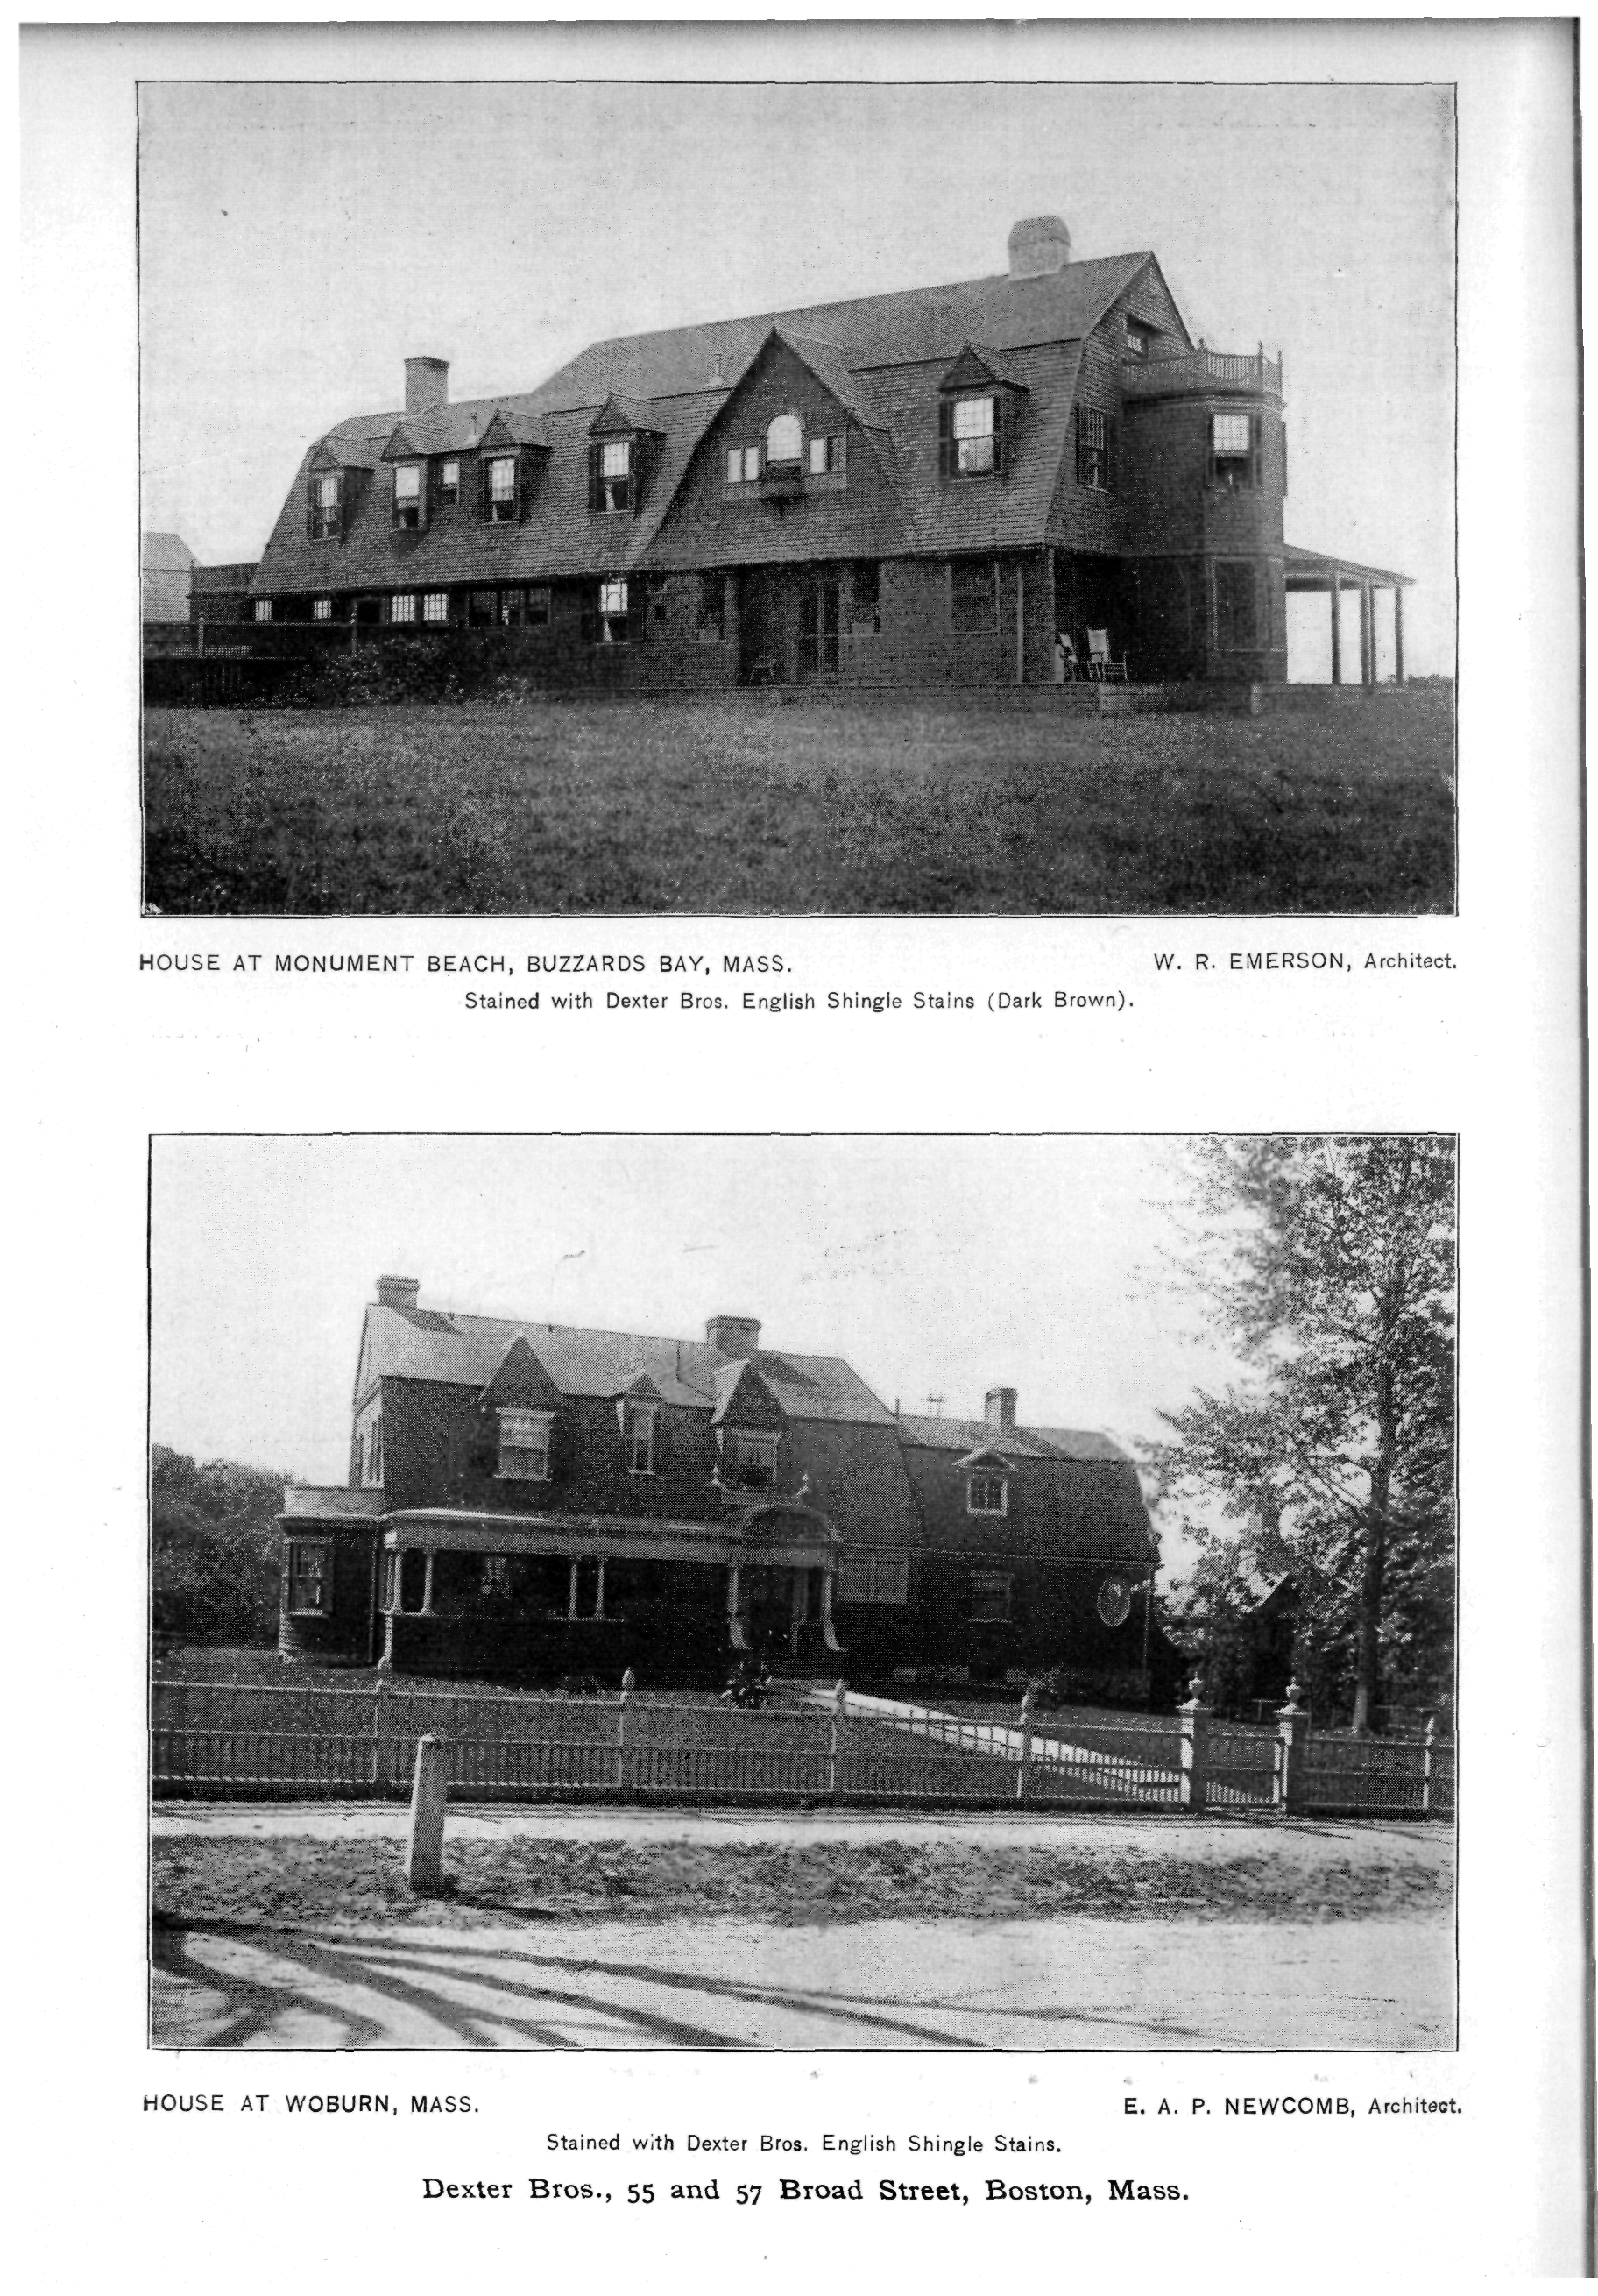 HOUSE AT MONUMENT BEACH, BUZZARDS BAY, MASS. W. R. EMERSON, Architect.
Stained with Dexter Bros. English Shingle Stains (Dark Brown).
HOUSE AT WOBURN, MASS. E. A. P. NEWCOMB, Architect.
Stained with Dexter Bros. English Shingle Stains.
Dexter Bros., 55 and 57 Broad Street, Boston, Mass.